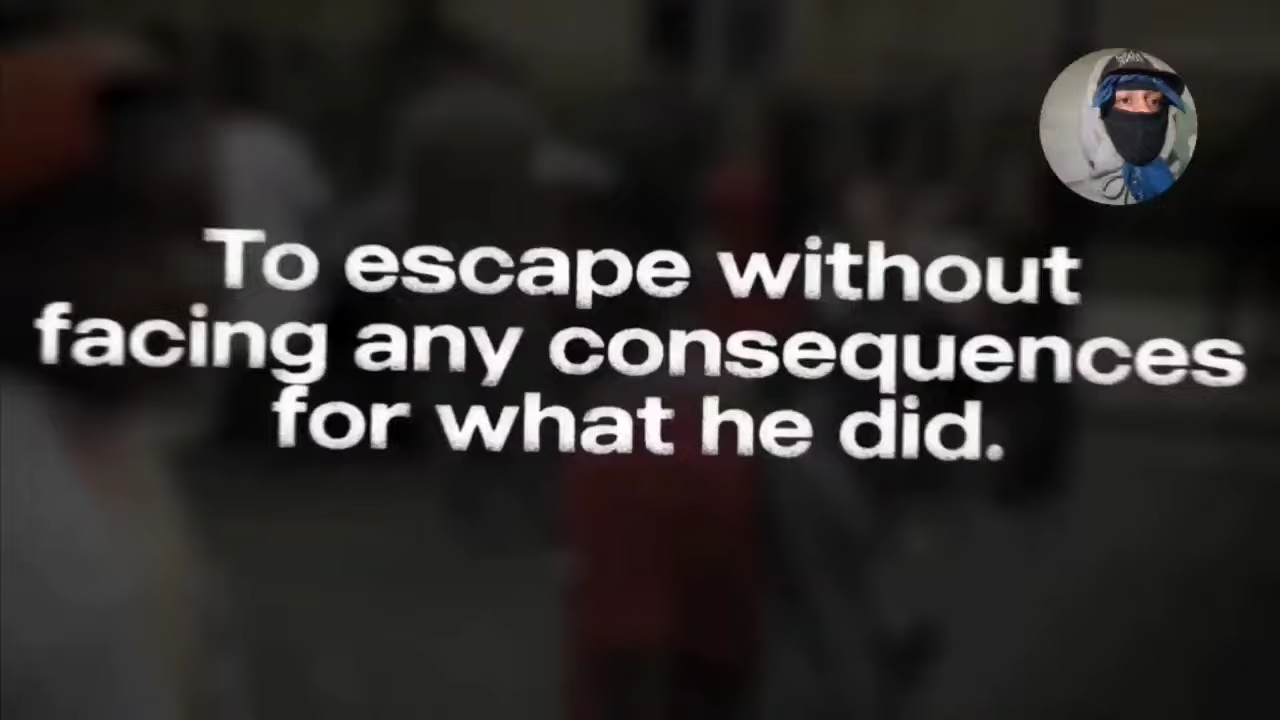 To escape without
facing any consequences
for what he did.